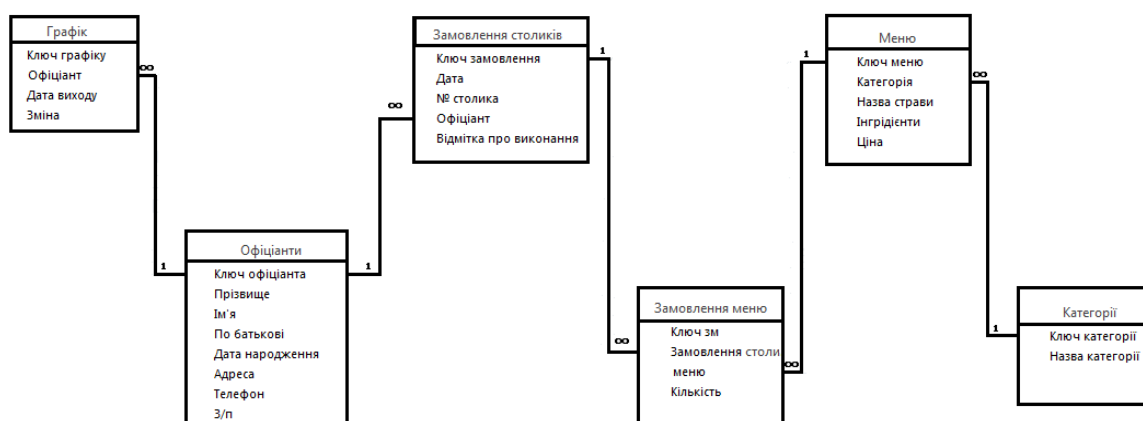 Графік
Ключ графіку
Офіціант
Дата виходу
Зміна
∞
1
Офіціанти
Ключ офіціанта
Прізвище
Ім'я
По батькові
Дата народження
Адреса
Телефон
З/п
1
∞
Замовлення столиків
Ключ замовлення
Дата
№ столика
Офіціант
Відмітка про виконання
1
∞
Замовлення меню
Ключ зм
Замовлення столи
меню
Кількість
∞
1
Меню
Ключ меню
Категорія
Назва страви
Інгрідієнти
Ціна
∞
1
Категорії
Ключ категорії
Назва категорії